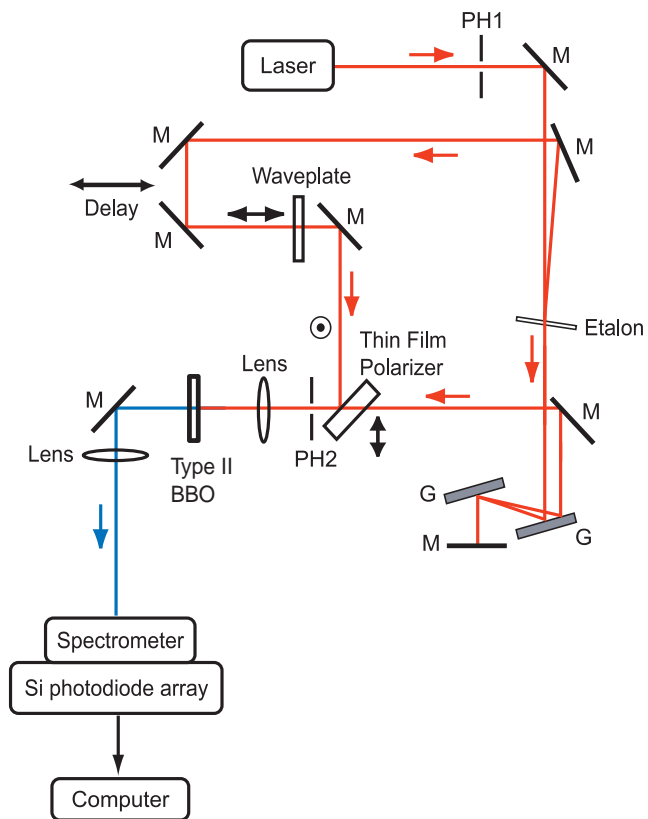 PH1
M
Laser
M
M
Waveplate
Delay
M
M
Etalon
Thin Film
Polarizer
M
Lens
M
Lens
PH2
Type II
BBO
G
G
M
Spectrometer
Si photodiode array
Computer